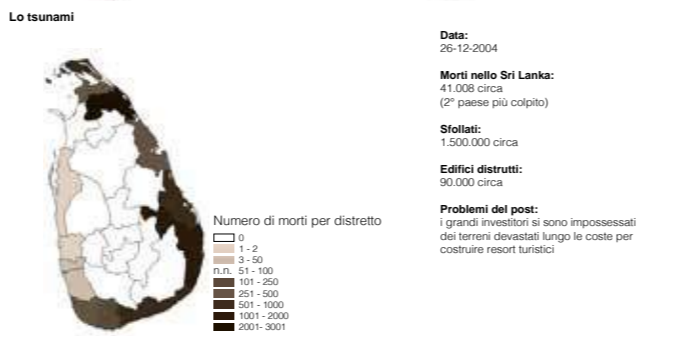 Lo tsunami
Numero di morti per distretto
0
1 - 2
3 - 50
n.n. 51 - 100
101 - 250
251 - 500
501 - 1000
1001 - 2000
2001- 3001
Data:
26-12-2004
Morti nello Sri Lanka:
41.008 circa
(2° paese più colpito)
Sfollati:
1.500.000 circa
Edifici distrutti:
90.000 circa
Problemi del post:
i grandi investitori si sono impossessati
dei terreni devastati lungo le coste per
costruire resort turistici